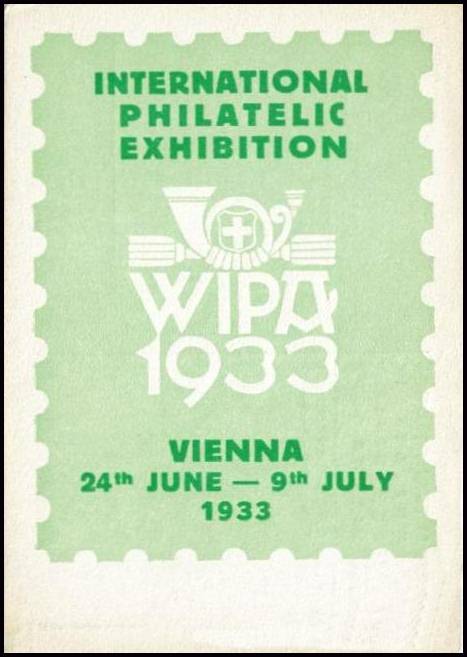 INTERNATIONAL
PHILATELIC
EXHIBITION
WIPA
1933
VIENNA
24th JUNE — 9th JULY
1933